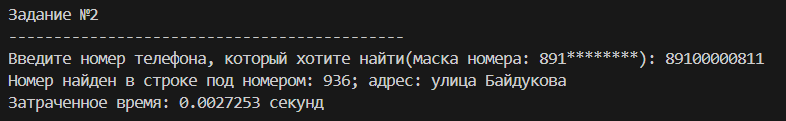 Задание №2
--------------------------------------------
Введите номер телефона, который хотите найти(маска номера: 891********): 89100000811
Номер найден в строке под номером: 936; адрес: улица Байдукова
Затраченное время: 0.0027253 секунд